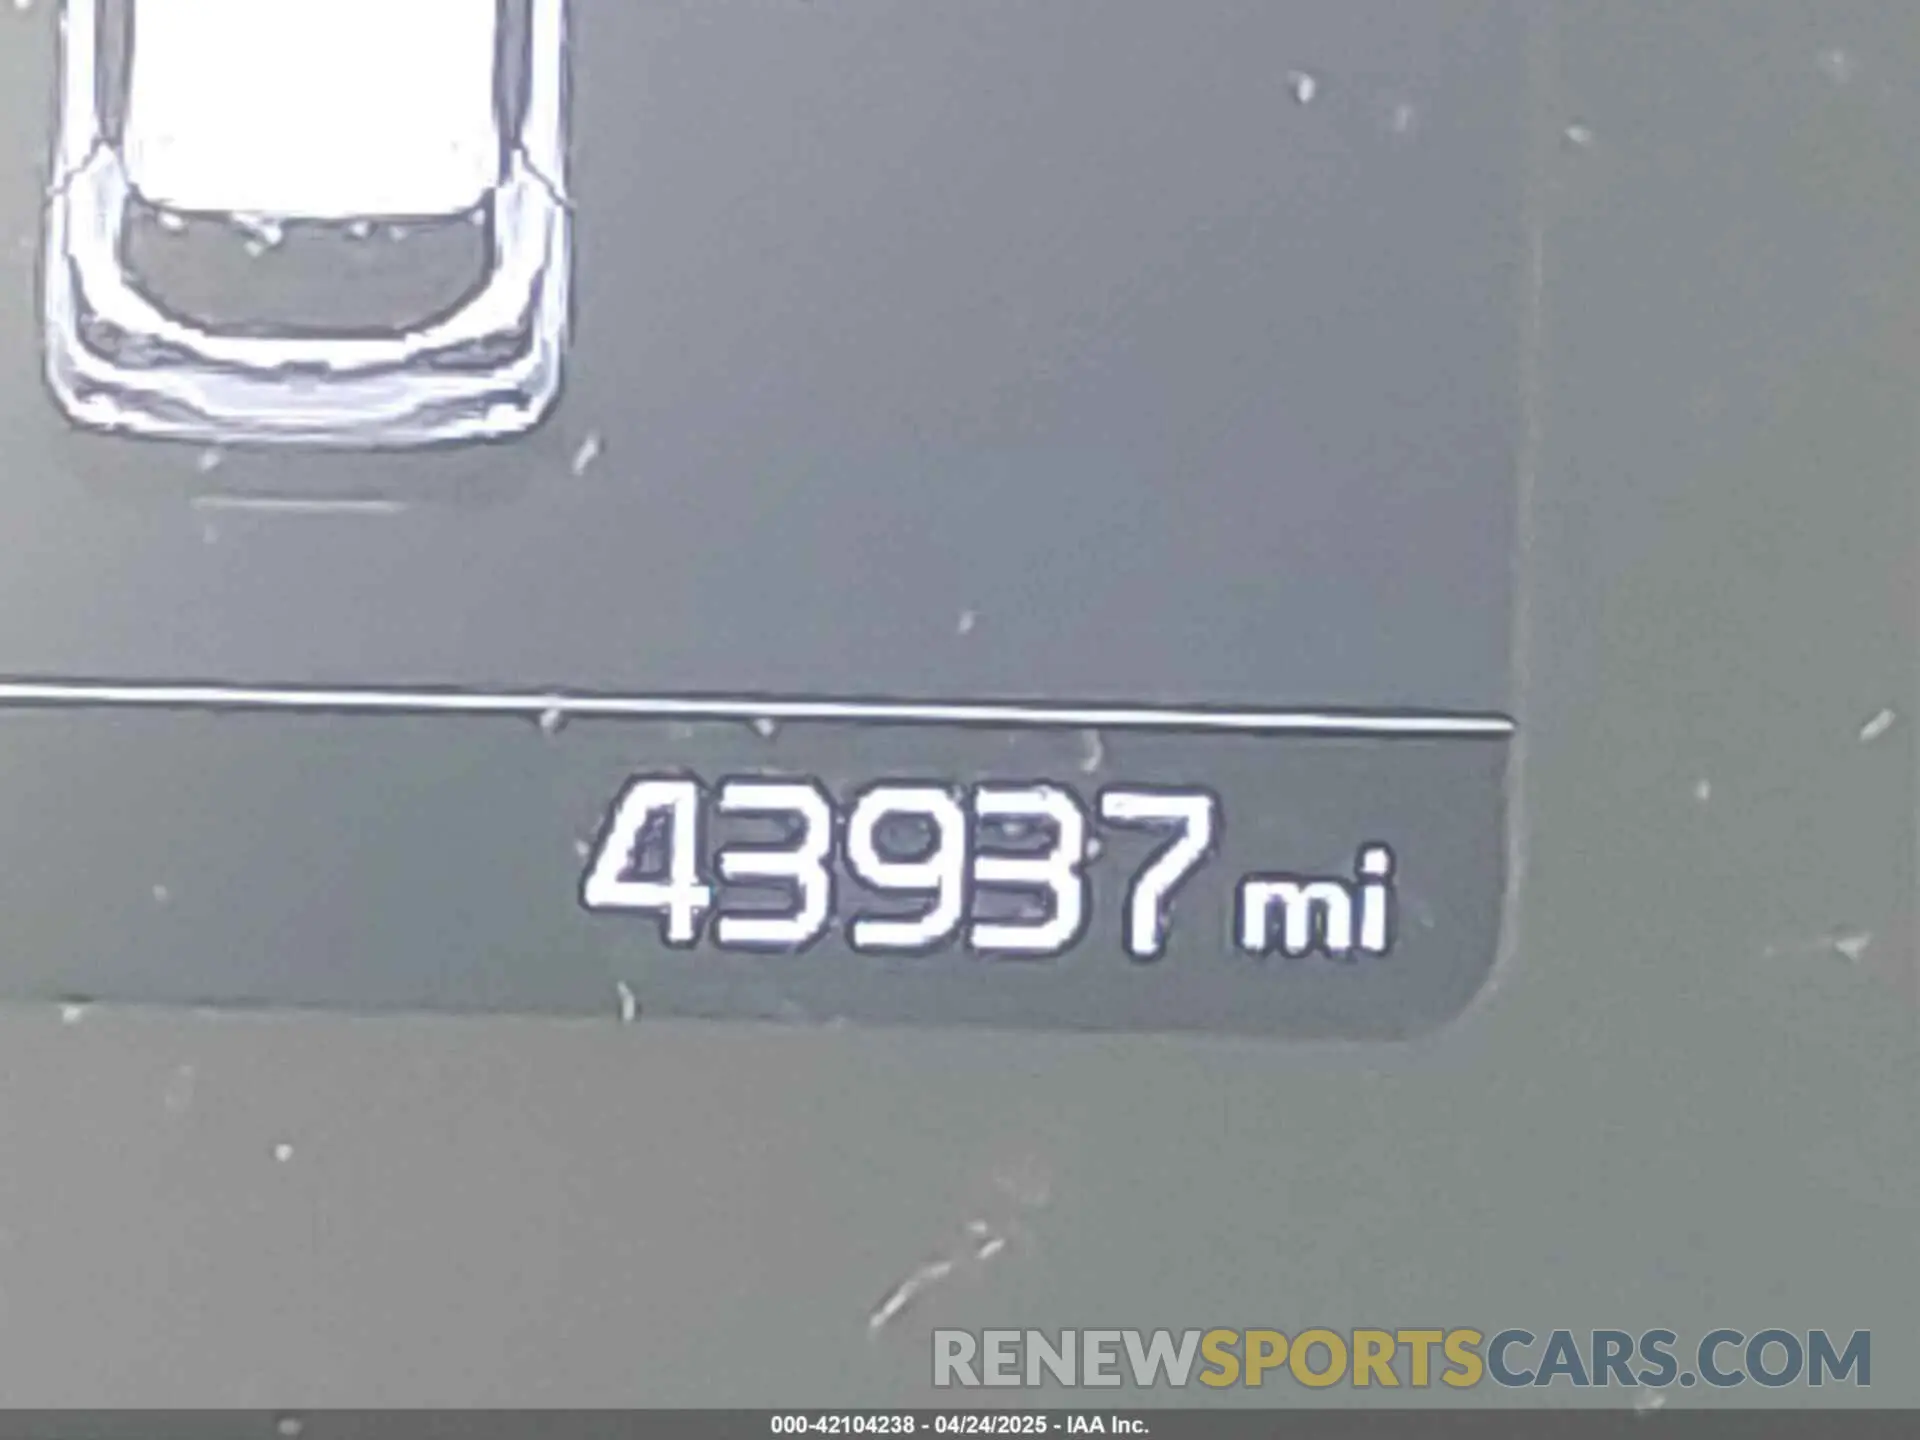 43937 mi
RENEWSPORTSCARS.COM
000-42104238 - 04/24/2025 - IAA Inc.